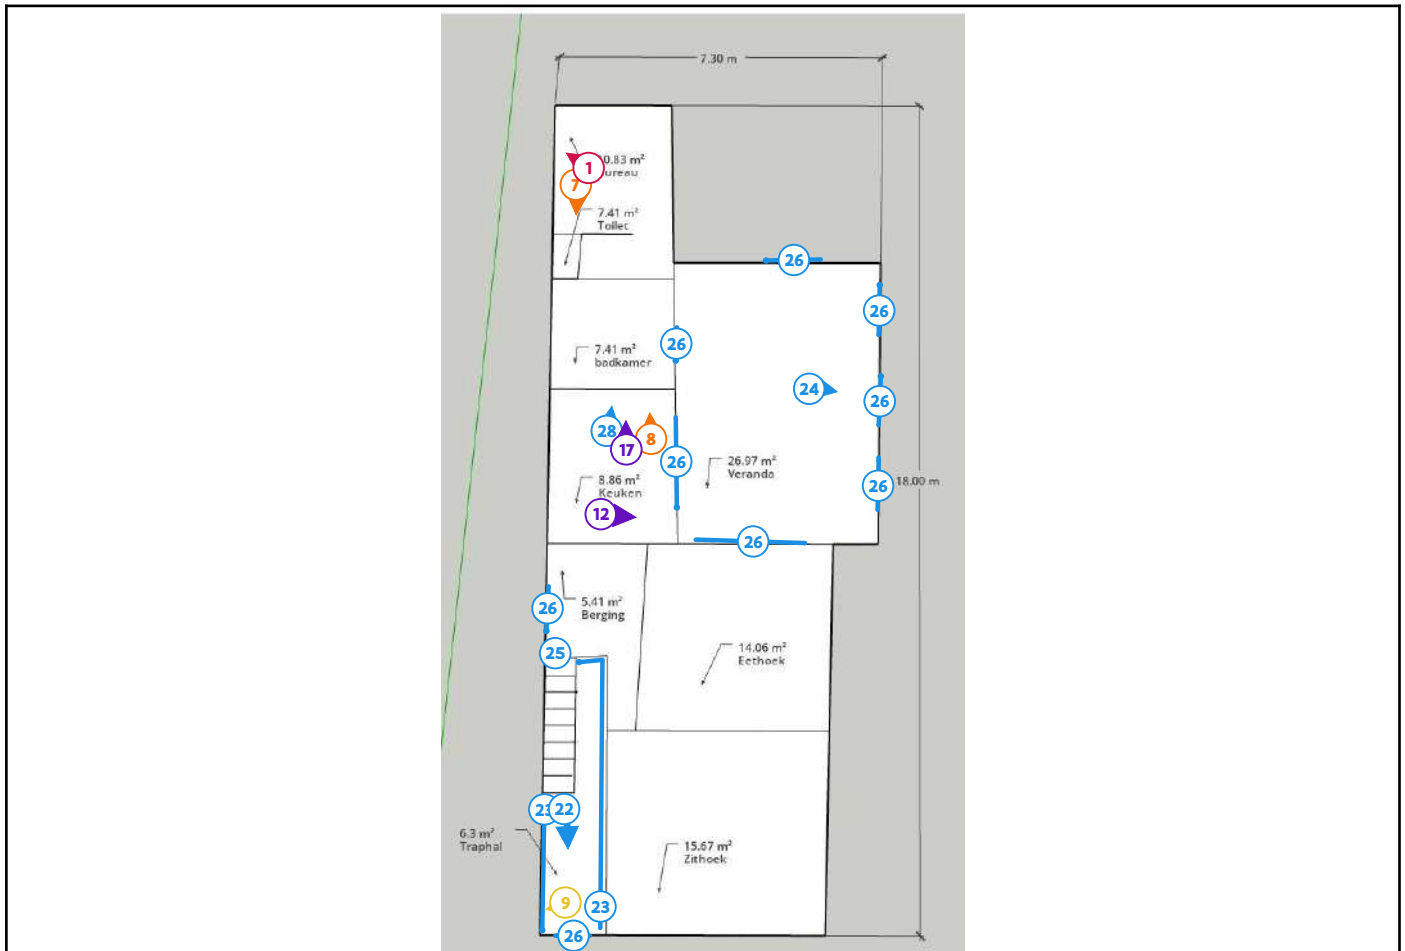 7.30 m
1
0.83 m²
ureau
7
7.41 m²
Toilet
26
26
26
7.41 m²
badkamer
24
26
28
17
8
26
26.97 m²
Veranda
26
18.00 m
8.86 m²
Keuken
12
26
26
5.41 m²
Berging
25
14.06 m²
Eethoek
23
22
6.3 m²
Traphal
15.67 m²
Zithoek
9
23
26